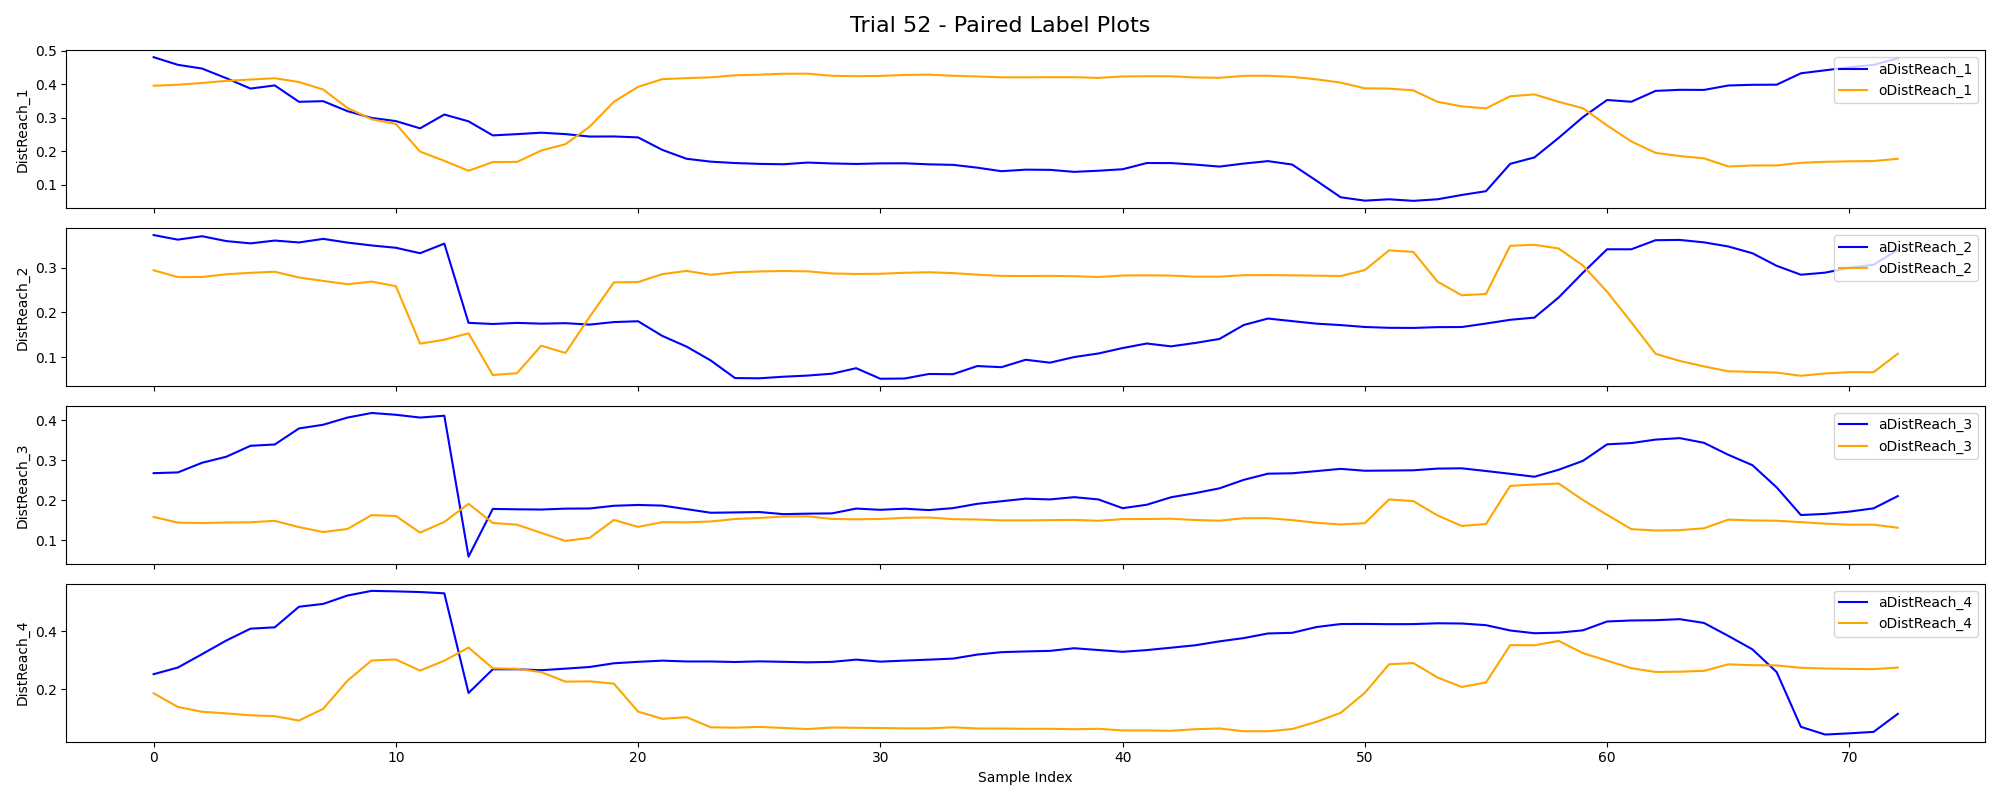 Trial 52 - Paired Label Plots
DistReach_1
0.5
0.4
0.3
0.2
0.1
aDistReach_1
oDistReach_1
DistReach_2
0.3
0.2
0.1
aDistReach_2
oDistReach_2
DistReach_3
0.4
0.3
0.2
0.1
aDistReach_3
oDistReach_3
DistReach_4
0.4
0.2
aDistReach_4
oDistReach_4
0 10 20 30 40 50 60 70
Sample Index